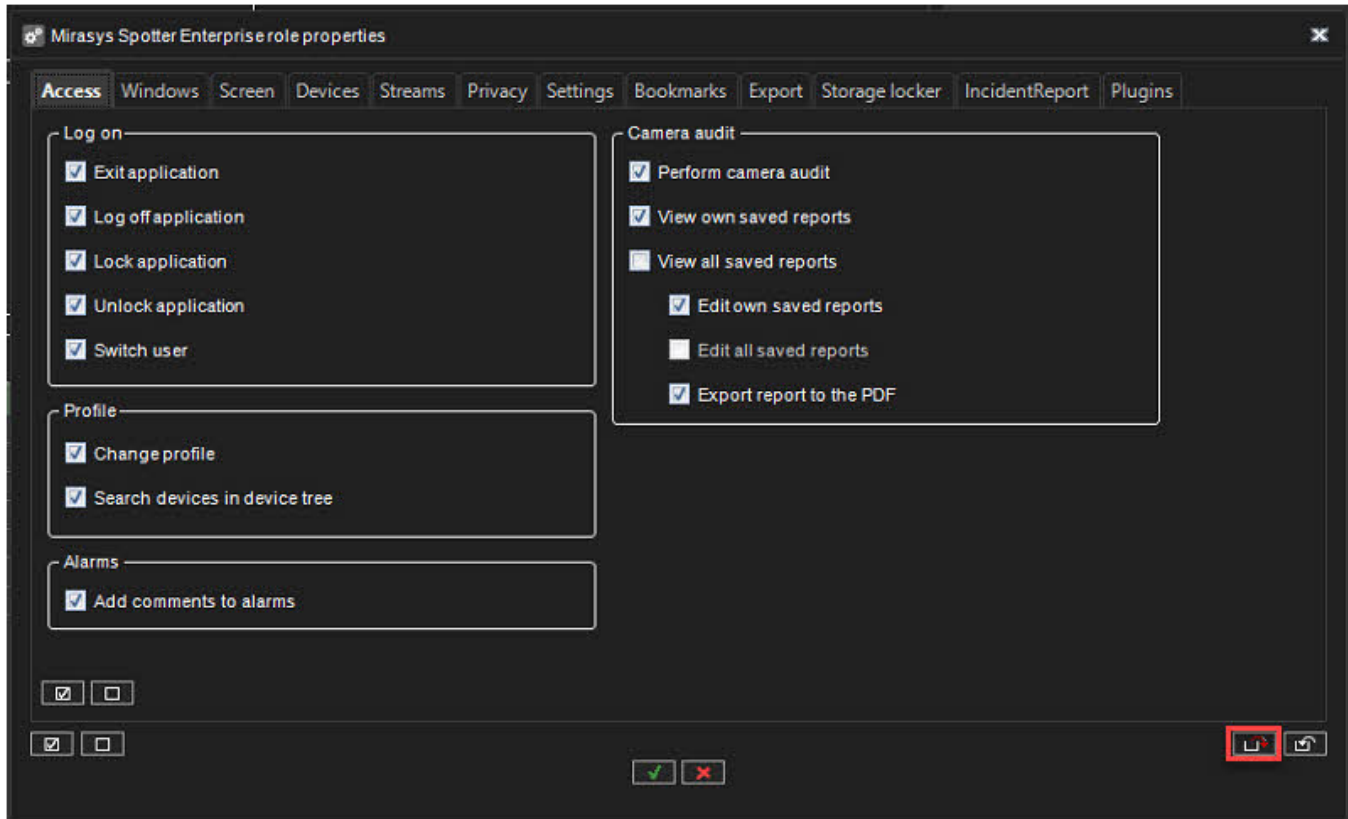 Mirasys Spotter Enterprise role properties
Access Windows Screen Devices Streams Privacy Settings Bookmarks Export Storage locker IncidentReport Plugins
Log on
Exit application
Log off application
Lock application
Unlock application
Switch user
Profile
Change profile
Search devices in device tree
Alarms
Add comments to alarms
Camera audit
Perform camera audit
View own saved reports
View all saved reports
Edit own saved reports
Edit all saved reports
Export report to the PDF